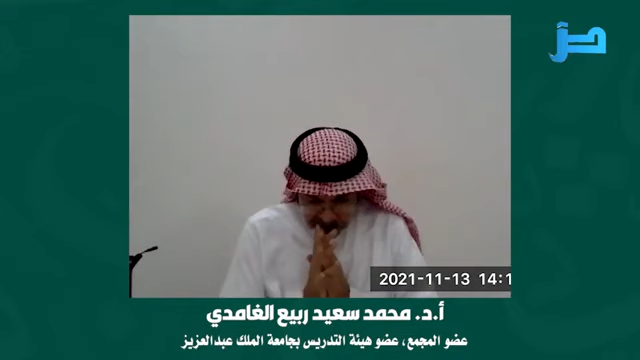 2021-11-13 14:1
أ.د. محمد سعيد ربيع الغامدي
عضو المجمع، عضو هيئة التدريس بجامعة الملك عبدالعزيز